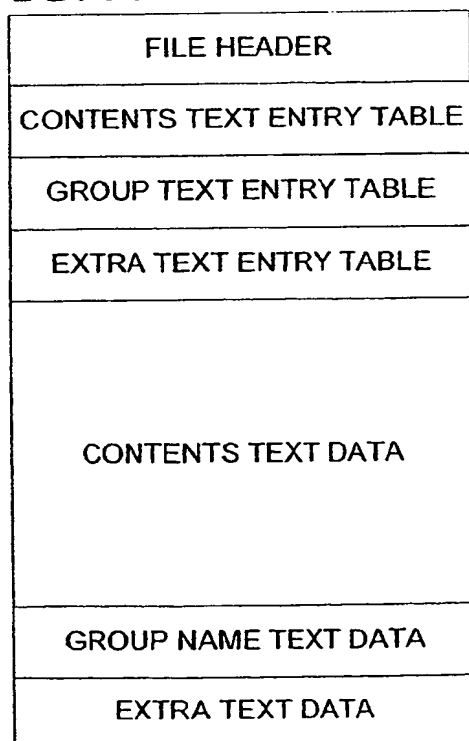 FILE HEADER
CONTENTS TEXT ENTRY TABLE
GROUP TEXT ENTRY TABLE
EXTRA TEXT ENTRY TABLE
CONTENTS TEXT DATA
GROUP NAME TEXT DATA
EXTRA TEXT DATA